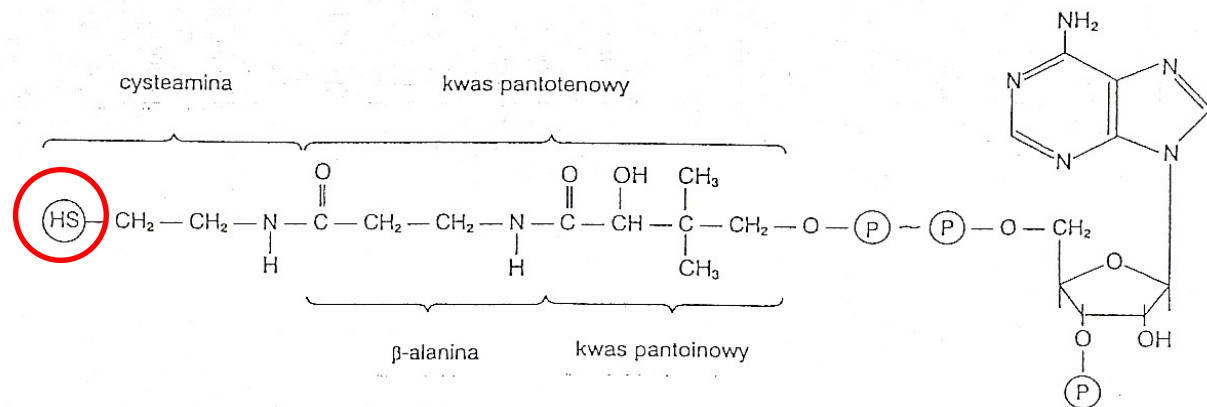 NH₂
cysteamina kwas pantotenowy
N N
N N
O O OH CH₃
HS—CH₂—CH₂—N—C—CH₂—CH₂—N—C—CH—C—CH₂—O—P~P—O—CH₂
H H CH₃
O
β-alanina kwas pantoinowy
O OH
P